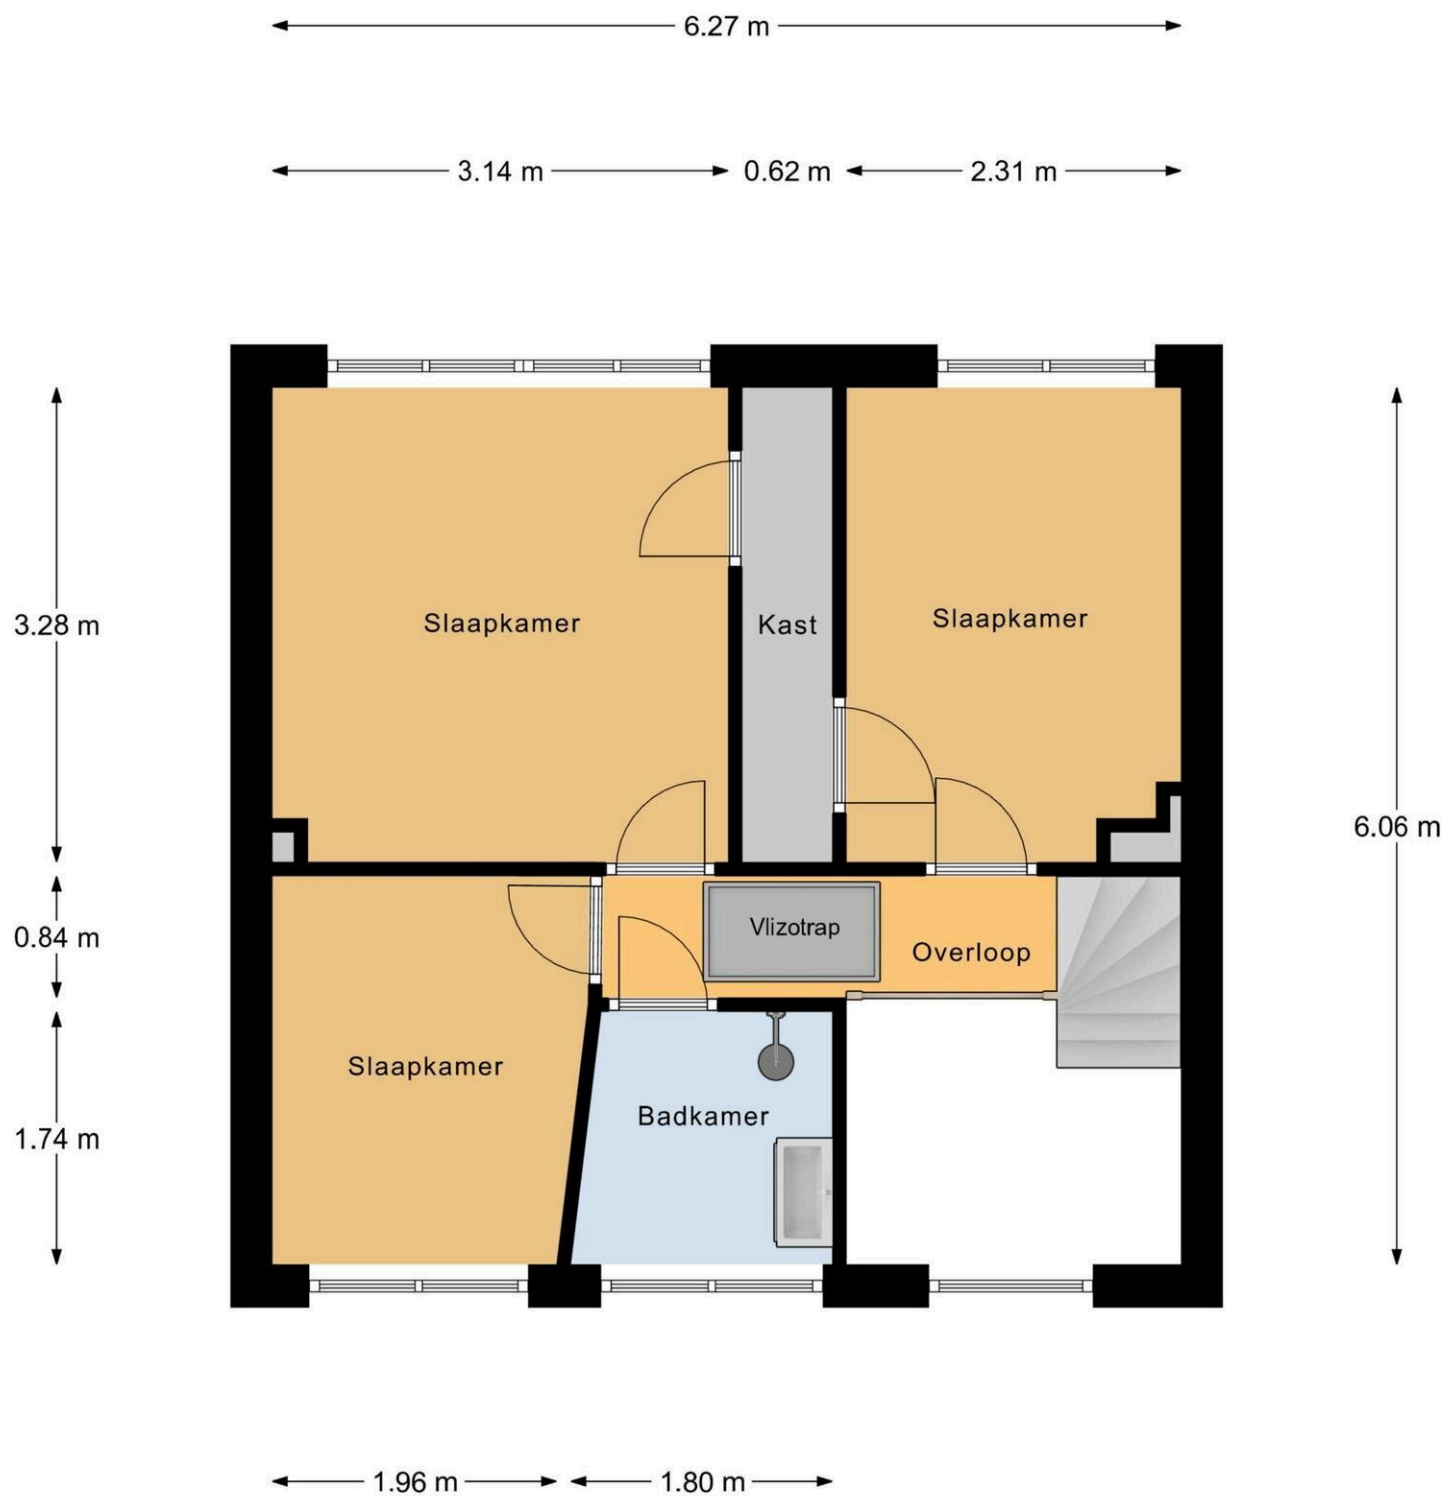 6.27 m
3.14 m
0.62 m
2.31 m
3.28 m
Slaapkamer
Kast
Slaapkamer
6.06 m
0.84 m
Vlizotrap
Overloop
Slaapkamer
Badkamer
1.74 m
1.96 m
1.80 m